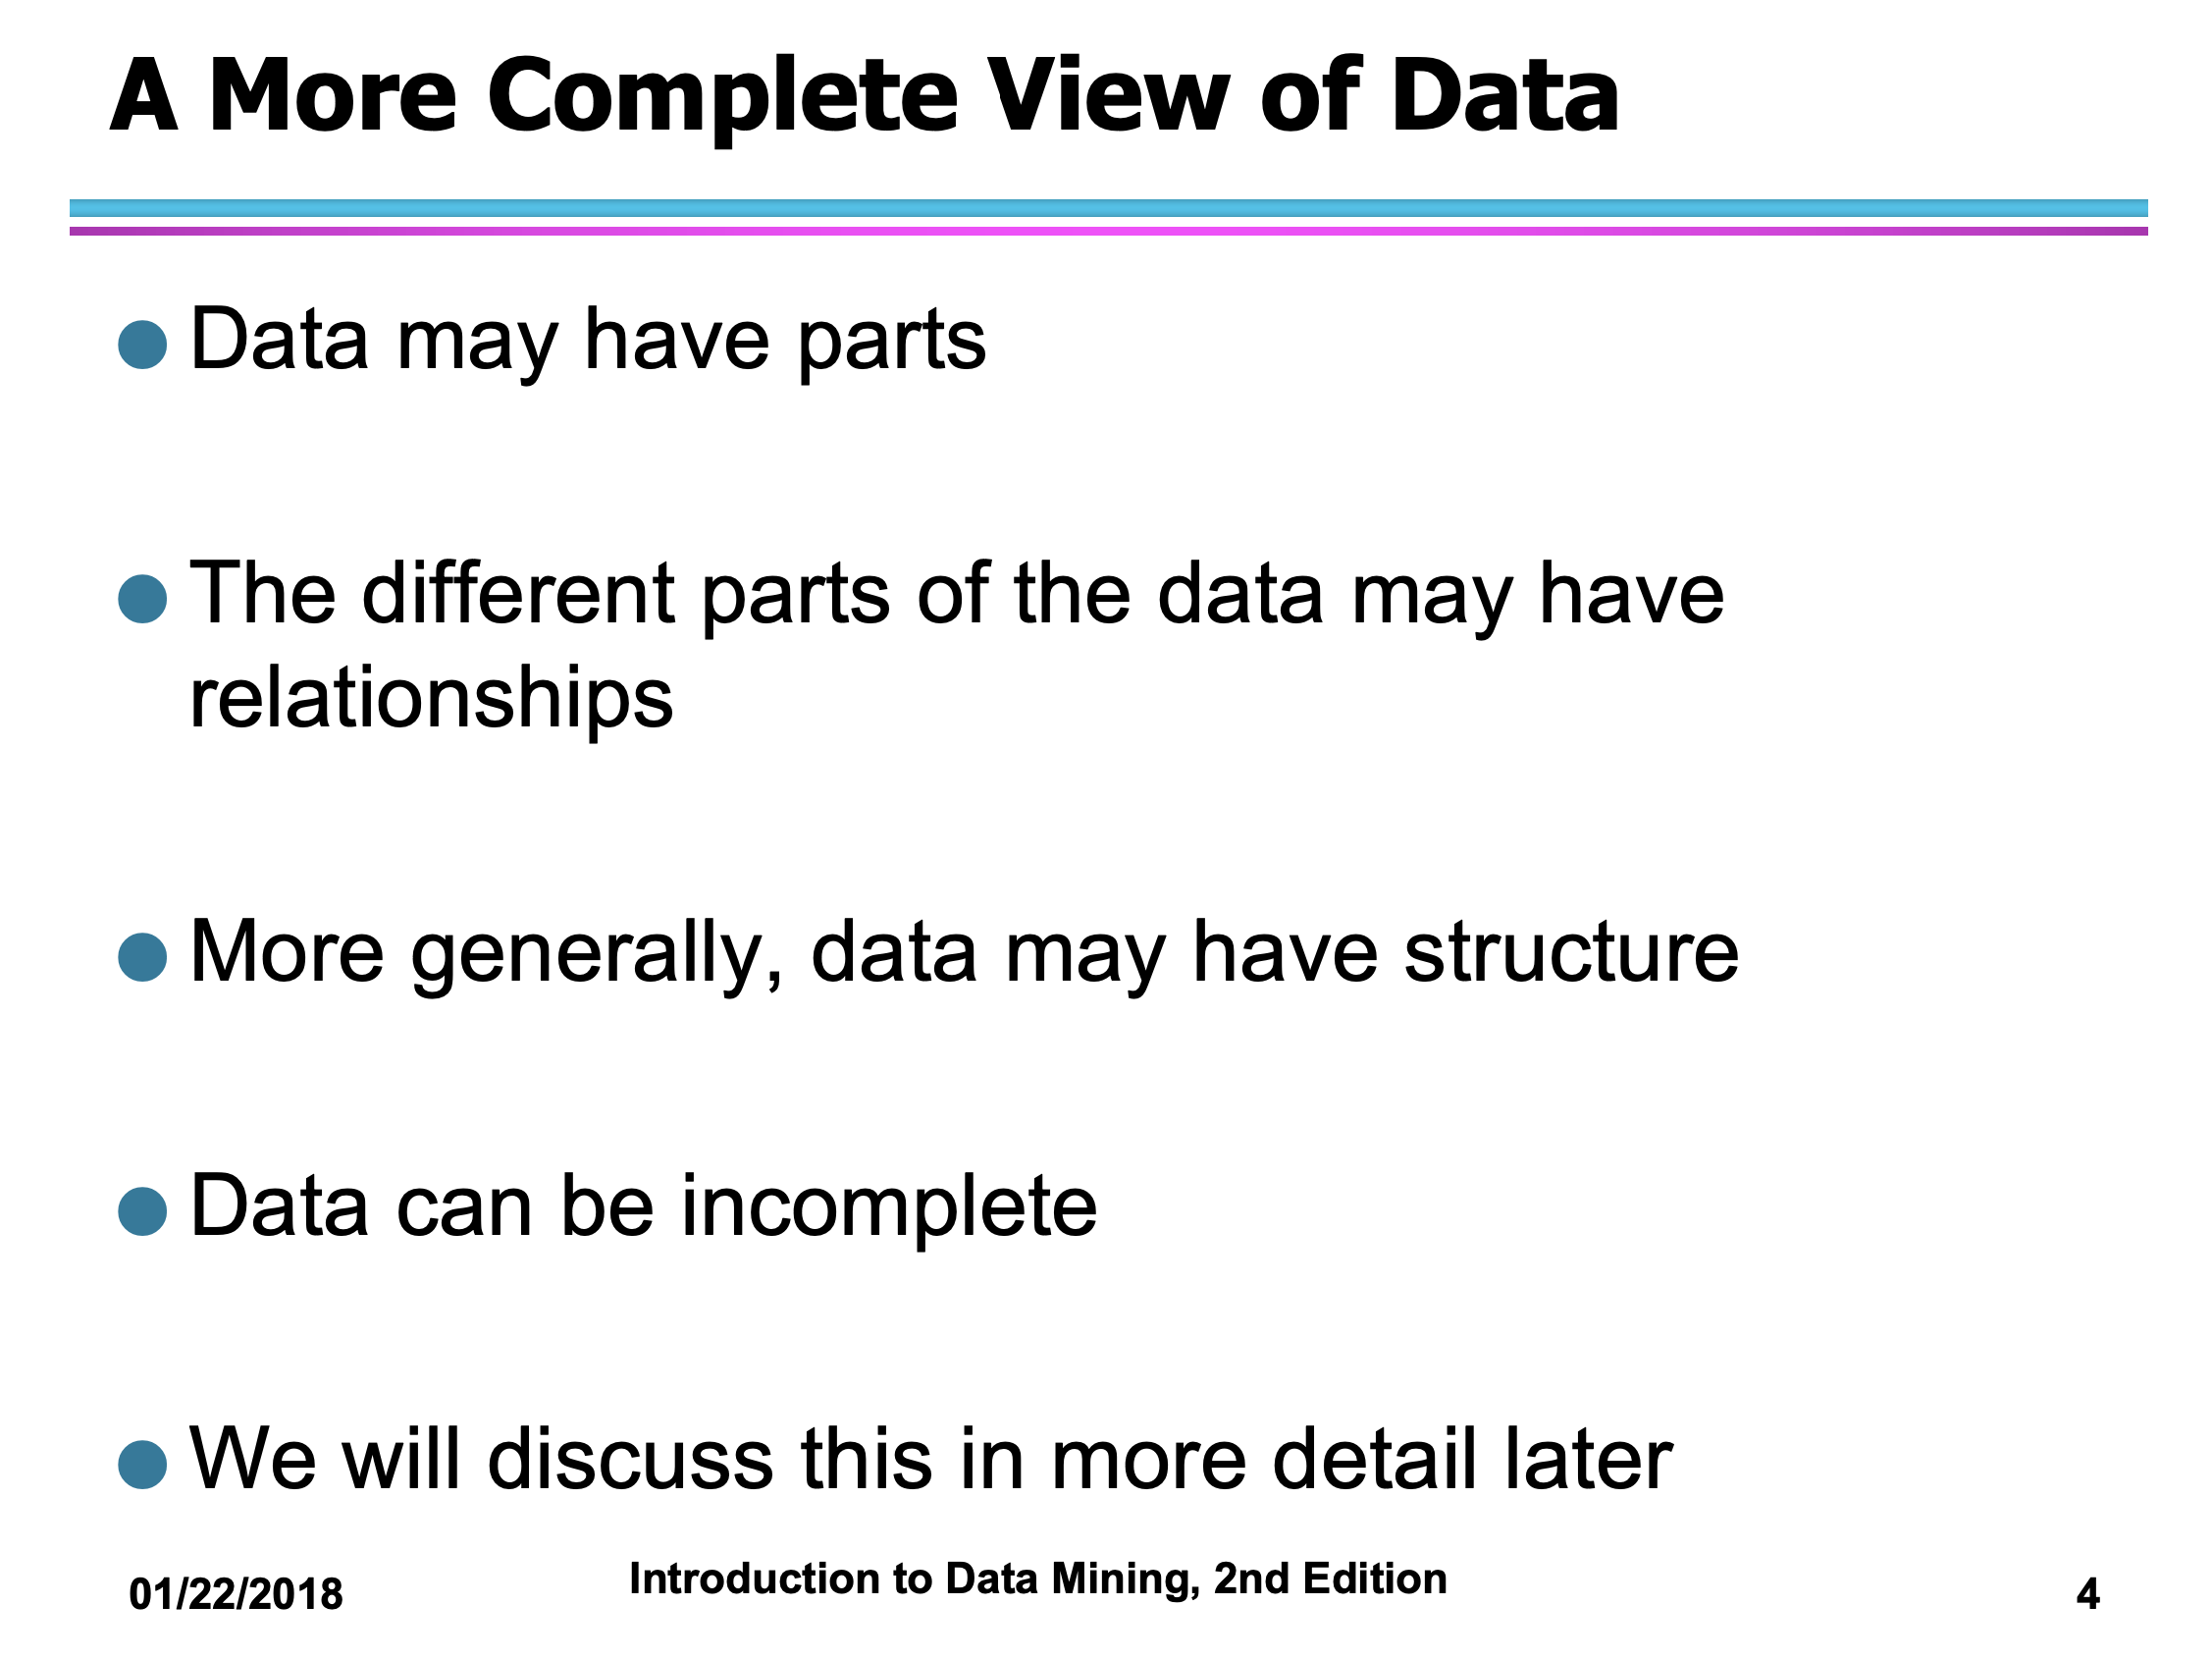 A More Complete View of Data
Data may have parts
The different parts of the data may have
relationships
More generally, data may have structure
Data can be incomplete
We will discuss this in more detail later
01/22/2018
Introduction to Data Mining, 2nd Edition
4